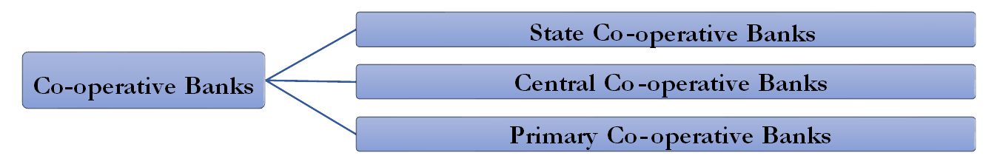 Co-operative Banks
State Co-operative Banks
Central Co-operative Banks
Primary Co-operative Banks